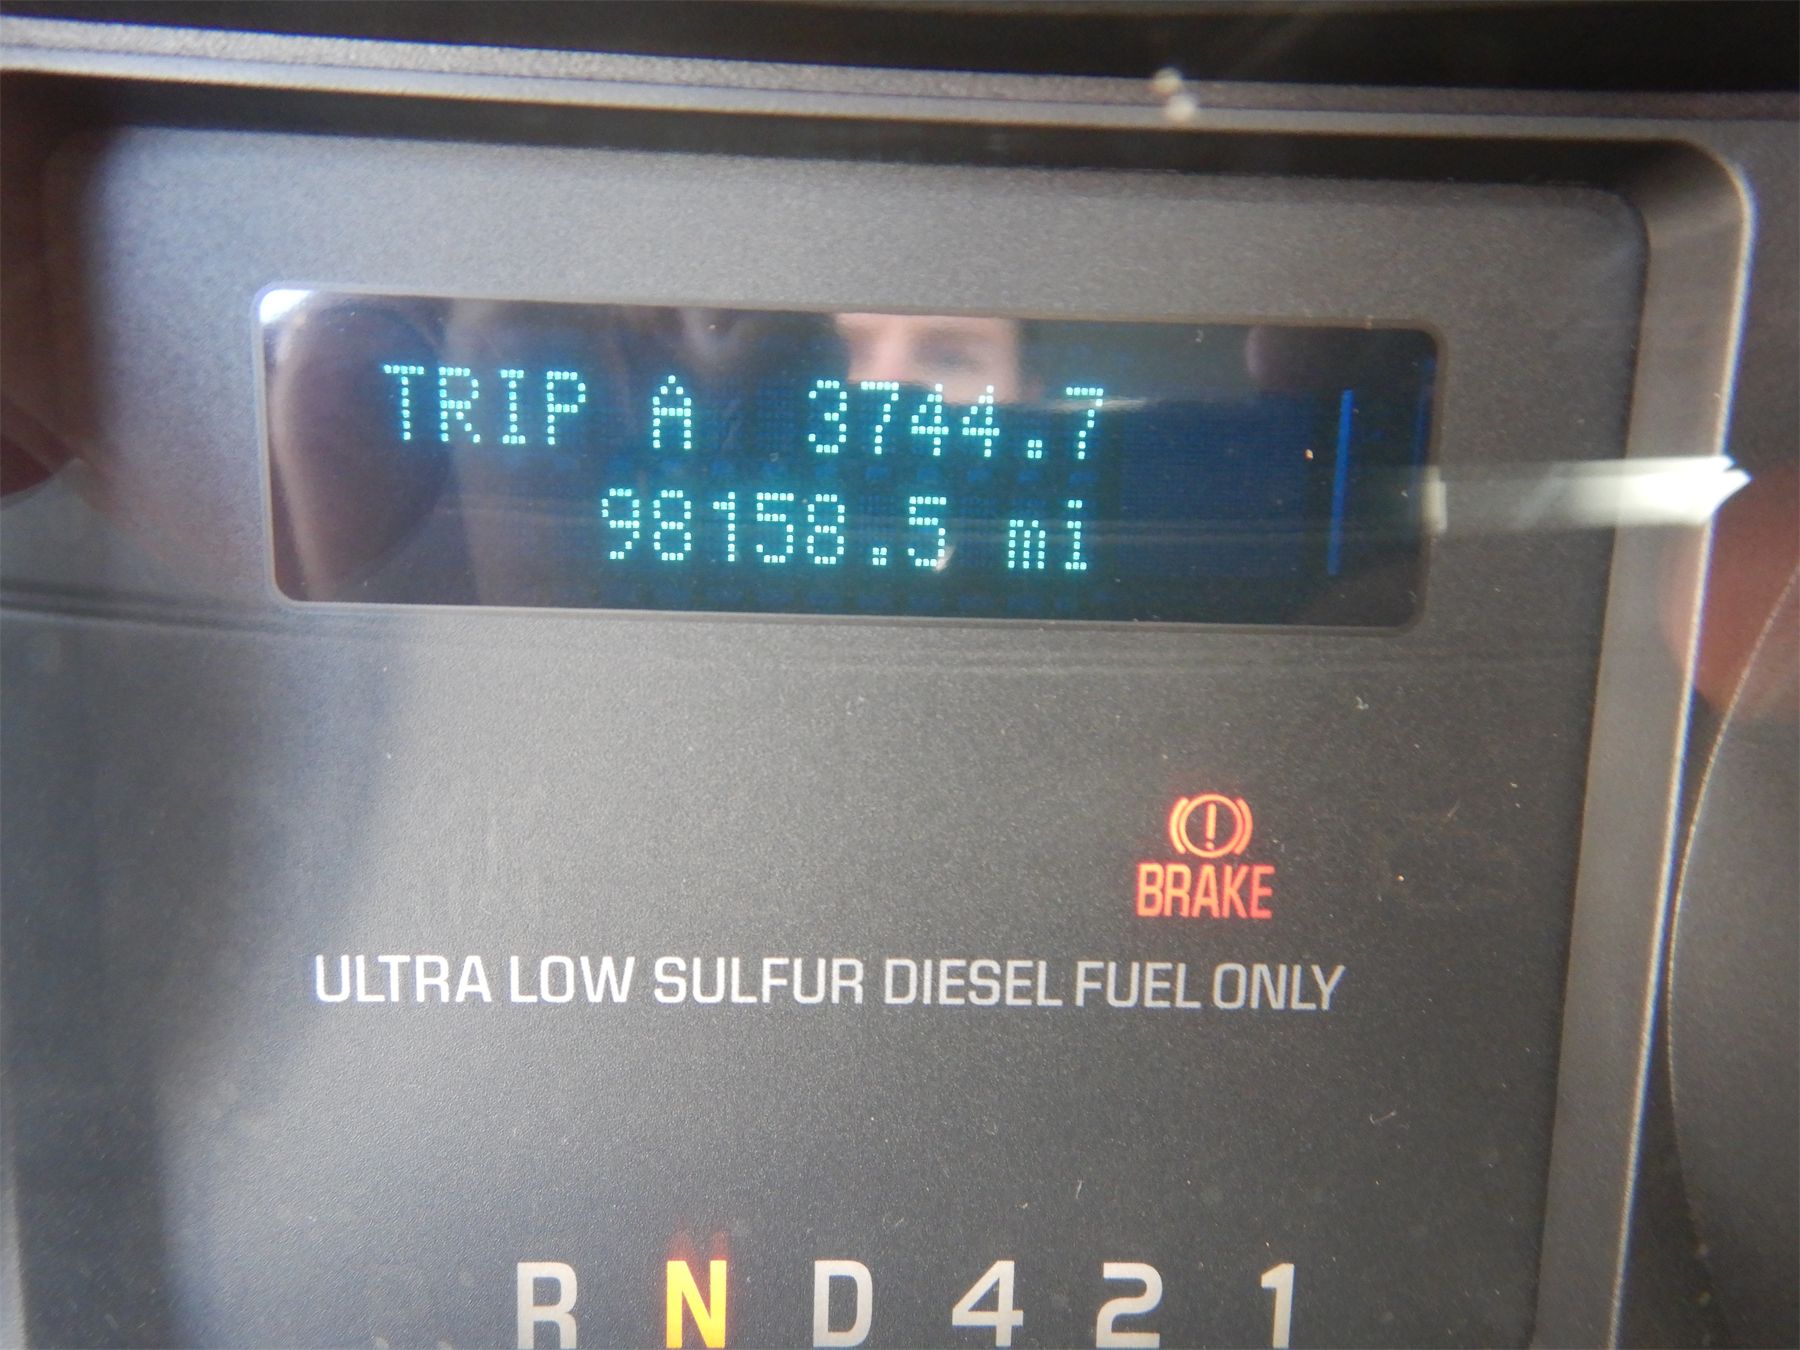 TRIP A 3744.7
98158.5 mi
BRAKE
ULTRA LOW SULFUR DIESEL FUEL ONLY
R N D 4 2 1